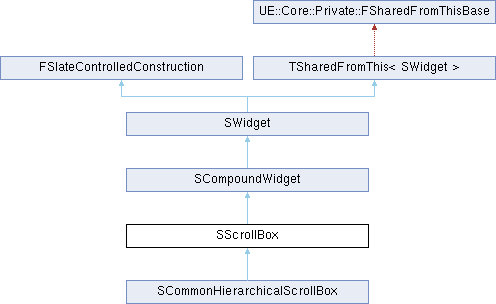 UE::Core::Private::FSharedFromThisBase
FSlateControlledConstruction
TSharedFromThis< SWidget >
SWidget
SCompoundWidget
SScrollBox
SCommonHierarchicalScrollBox